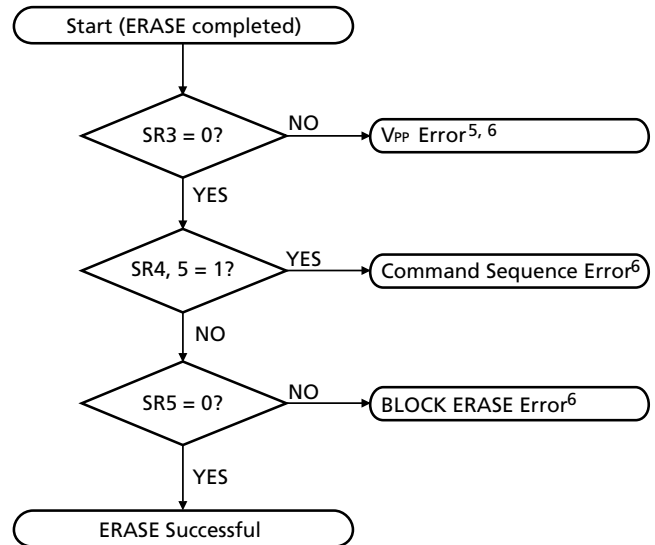 Start (ERASE completed)
SR3 = 0?
NO
VPP Error5, 6
YES
SR4, 5 = 1?
YES
Command Sequence Error6
NO
SR5 = 0?
NO
BLOCK ERASE Error6
YES
ERASE Successful